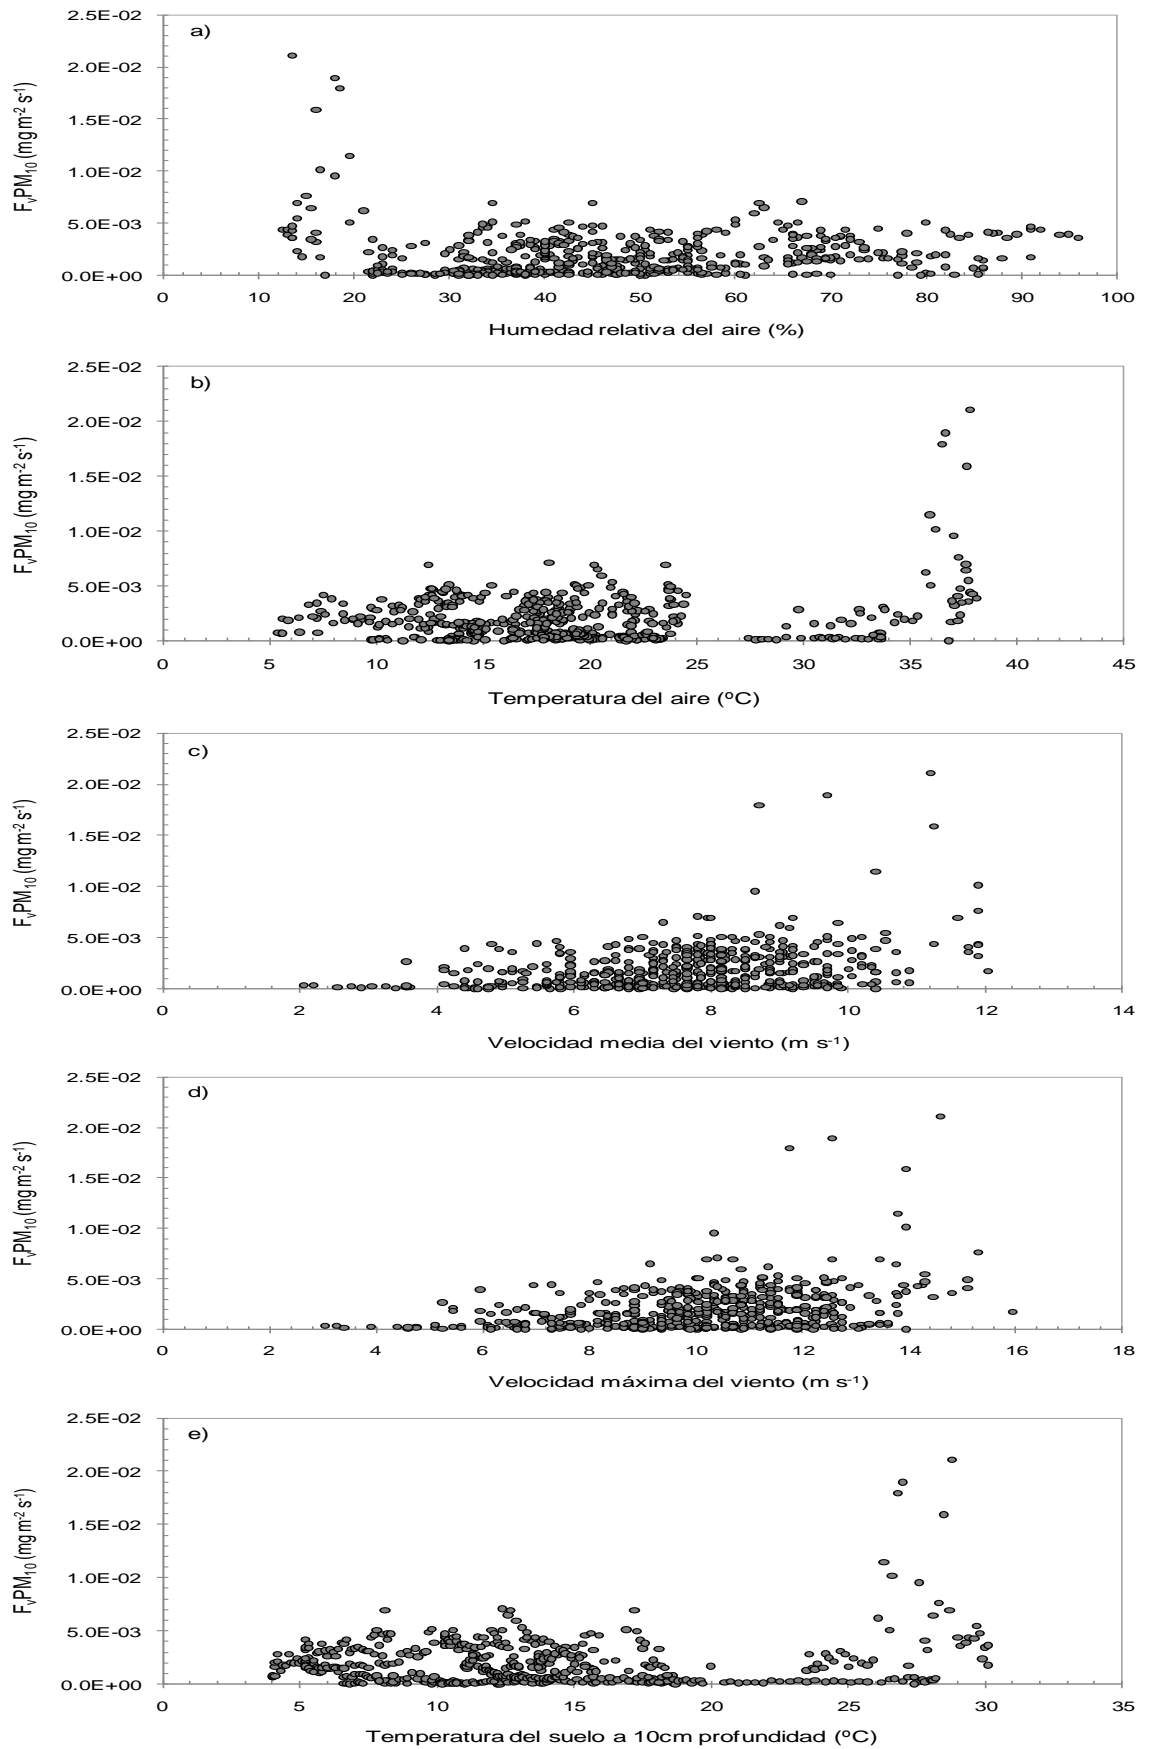 a)
2.5E-02
2.0E-02
1.5E-02
1.0E-02
5.0E-03
0.0E+00
FvPM10 (mg m-2 s-1)
0 10 20 30 40 50 60 70 80 90 100
Humedad relativa del aire (%)
b)
2.5E-02
2.0E-02
1.5E-02
1.0E-02
5.0E-03
0.0E+00
FvPM10 (mg m-2 s-1)
0 5 10 15 20 25 30 35 40 45
Temperatura del aire (ºC)
c)
2.5E-02
2.0E-02
1.5E-02
1.0E-02
5.0E-03
0.0E+00
FvPM10 (mg m-2 s-1)
0 2 4 6 8 10 12 14
Velocidad media del viento (m s-1)
d)
2.5E-02
2.0E-02
1.5E-02
1.0E-02
5.0E-03
0.0E+00
FvPM10 (mg m-2 s-1)
0 2 4 6 8 10 12 14 16 18
Velocidad máxima del viento (m s-1)
e)
2.5E-02
2.0E-02
1.5E-02
1.0E-02
5.0E-03
0.0E+00
FvPM10 (mg m-2 s-1)
0 5 10 15 20 25 30 35
Temperatura del suelo a 10cm profundidad (ºC)